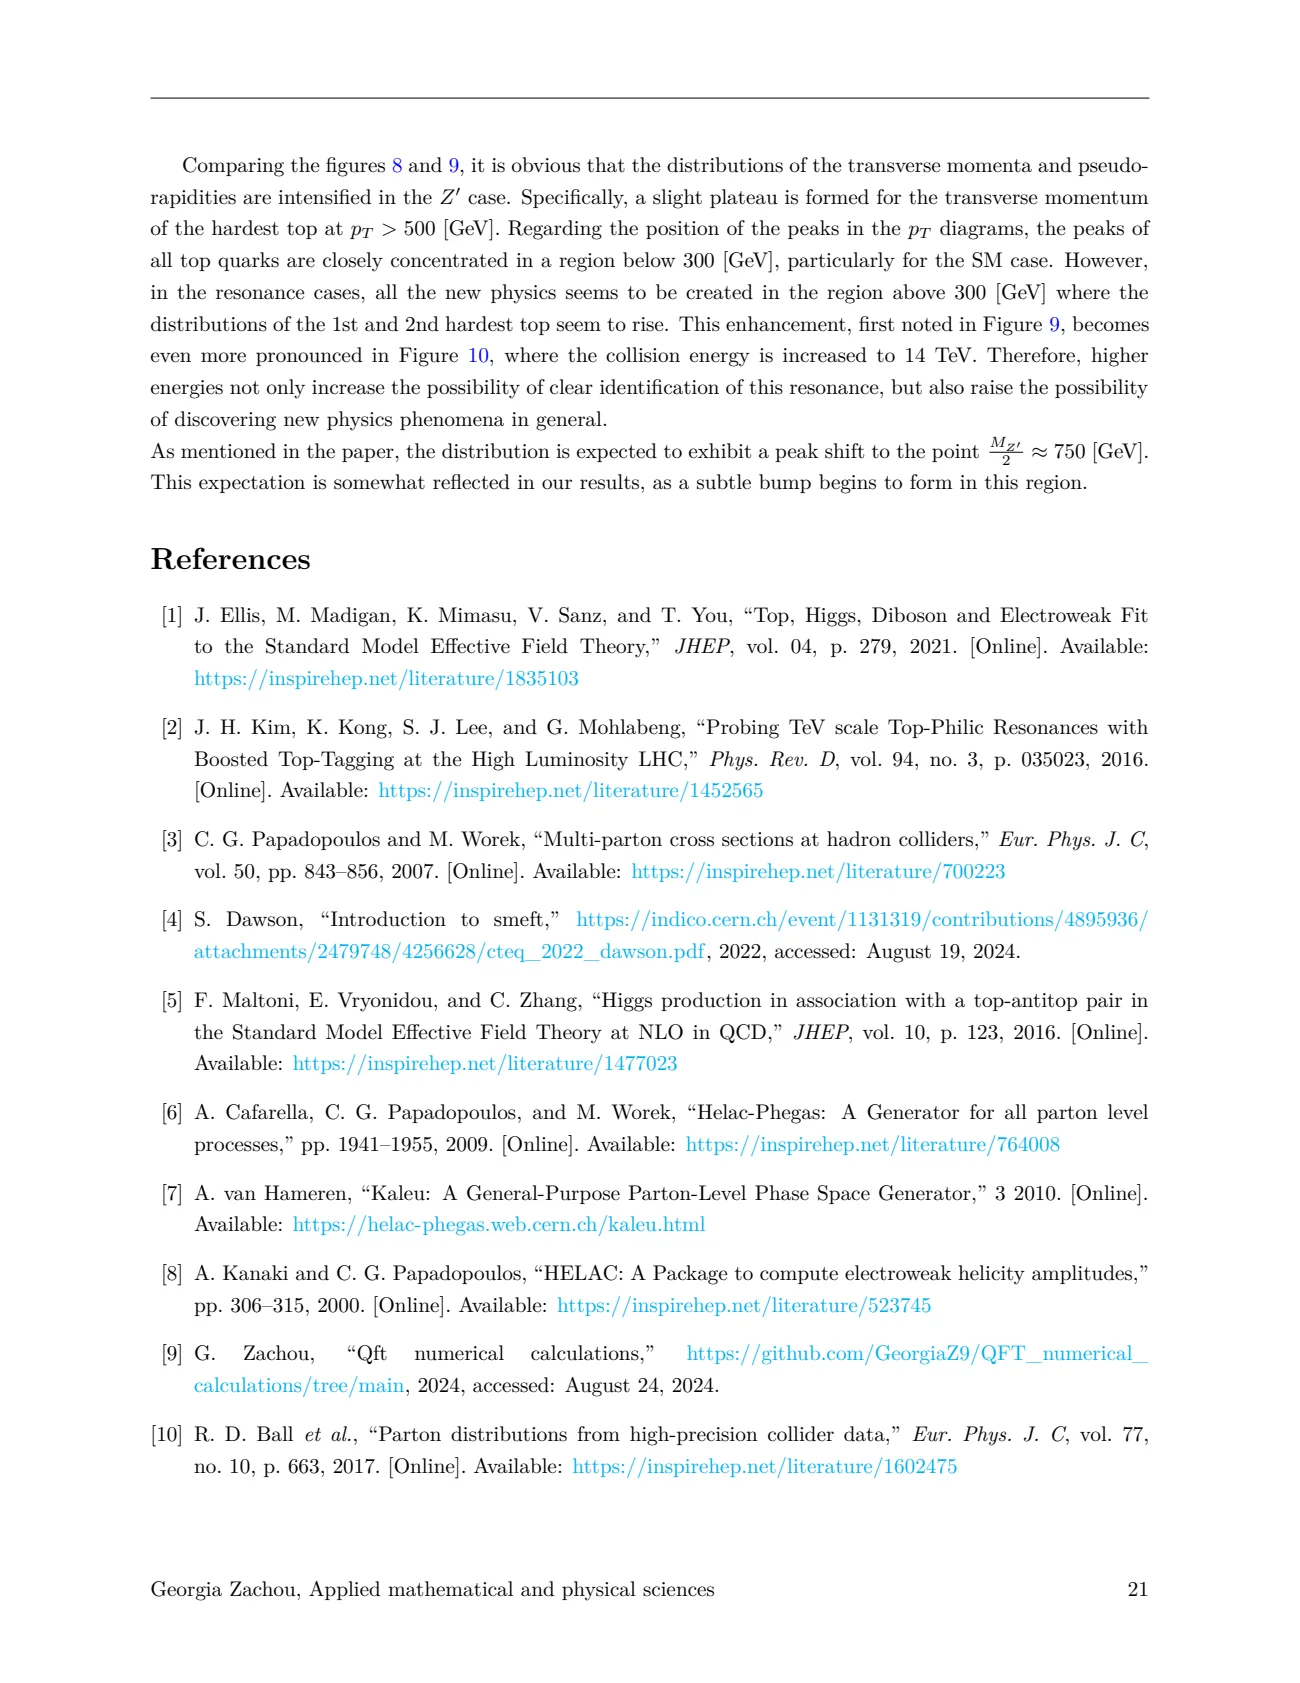 Comparing the figures 8 and 9, it is obvious that the distributions of the transverse momenta and pseudo-
rapidities are intensified in the Z′ case. Specifically, a slight plateau is formed for the transverse momentum
of the hardest top at p_T > 500 [GeV]. Regarding the position of the peaks in the p_T diagrams, the peaks of
all top quarks are closely concentrated in a region below 300 [GeV], particularly for the SM case. However,
in the resonance cases, all the new physics seems to be created in the region above 300 [GeV] where the
distributions of the 1st and 2nd hardest top seem to rise. This enhancement, first noted in Figure 9, becomes
even more pronounced in Figure 10, where the collision energy is increased to 14 TeV. Therefore, higher
energies not only increase the possibility of clear identification of this resonance, but also raise the possibility
of discovering new physics phenomena in general.
As mentioned in the paper, the distribution is expected to exhibit a peak shift to the point M_Z′/2 ≈ 750 [GeV].
This expectation is somewhat reflected in our results, as a subtle bump begins to form in this region.
References
[1] J. Ellis, M. Madigan, K. Mimasu, V. Sanz, and T. You, “Top, Higgs, Diboson and Electroweak Fit
to the Standard Model Effective Field Theory,” JHEP, vol. 04, p. 279, 2021. [Online]. Available:
https://inspirehep.net/literature/1835103
[2] J. H. Kim, K. Kong, S. J. Lee, and G. Mohlabeng, “Probing TeV scale Top-Philic Resonances with
Boosted Top-Tagging at the High Luminosity LHC,” Phys. Rev. D, vol. 94, no. 3, p. 035023, 2016.
[Online]. Available: https://inspirehep.net/literature/1452565
[3] C. G. Papadopoulos and M. Worek, “Multi-parton cross sections at hadron colliders,” Eur. Phys. J. C,
vol. 50, pp. 843–856, 2007. [Online]. Available: https://inspirehep.net/literature/700223
[4] S. Dawson, “Introduction to smeft,” https://indico.cern.ch/event/1131319/contributions/4895936/
attachments/2479748/4256628/cteq_2022_dawson.pdf, 2022, accessed: August 19, 2024.
[5] F. Maltoni, E. Vryonidou, and C. Zhang, “Higgs production in association with a top-antitop pair in
the Standard Model Effective Field Theory at NLO in QCD,” JHEP, vol. 10, p. 123, 2016. [Online].
Available: https://inspirehep.net/literature/1477023
[6] A. Cafarella, C. G. Papadopoulos, and M. Worek, “Helac-Phegas: A Generator for all parton level
processes,” pp. 1941–1955, 2009. [Online]. Available: https://inspirehep.net/literature/764008
[7] A. van Hameren, “Kaleu: A General-Purpose Parton-Level Phase Space Generator,” 3 2010. [Online].
Available: https://helac-phegas.web.cern.ch/kaleu.html
[8] A. Kanaki and C. G. Papadopoulos, “HELAC: A Package to compute electroweak helicity amplitudes,”
pp. 306–315, 2000. [Online]. Available: https://inspirehep.net/literature/523745
[9] G. Zachou, “Qft numerical calculations,” https://github.com/GeorgiaZ9/QFT_numerical_
calculations/tree/main, 2024, accessed: August 24, 2024.
[10] R. D. Ball et al., “Parton distributions from high-precision collider data,” Eur. Phys. J. C, vol. 77,
no. 10, p. 663, 2017. [Online]. Available: https://inspirehep.net/literature/1602475
Georgia Zachou, Applied mathematical and physical sciences 21